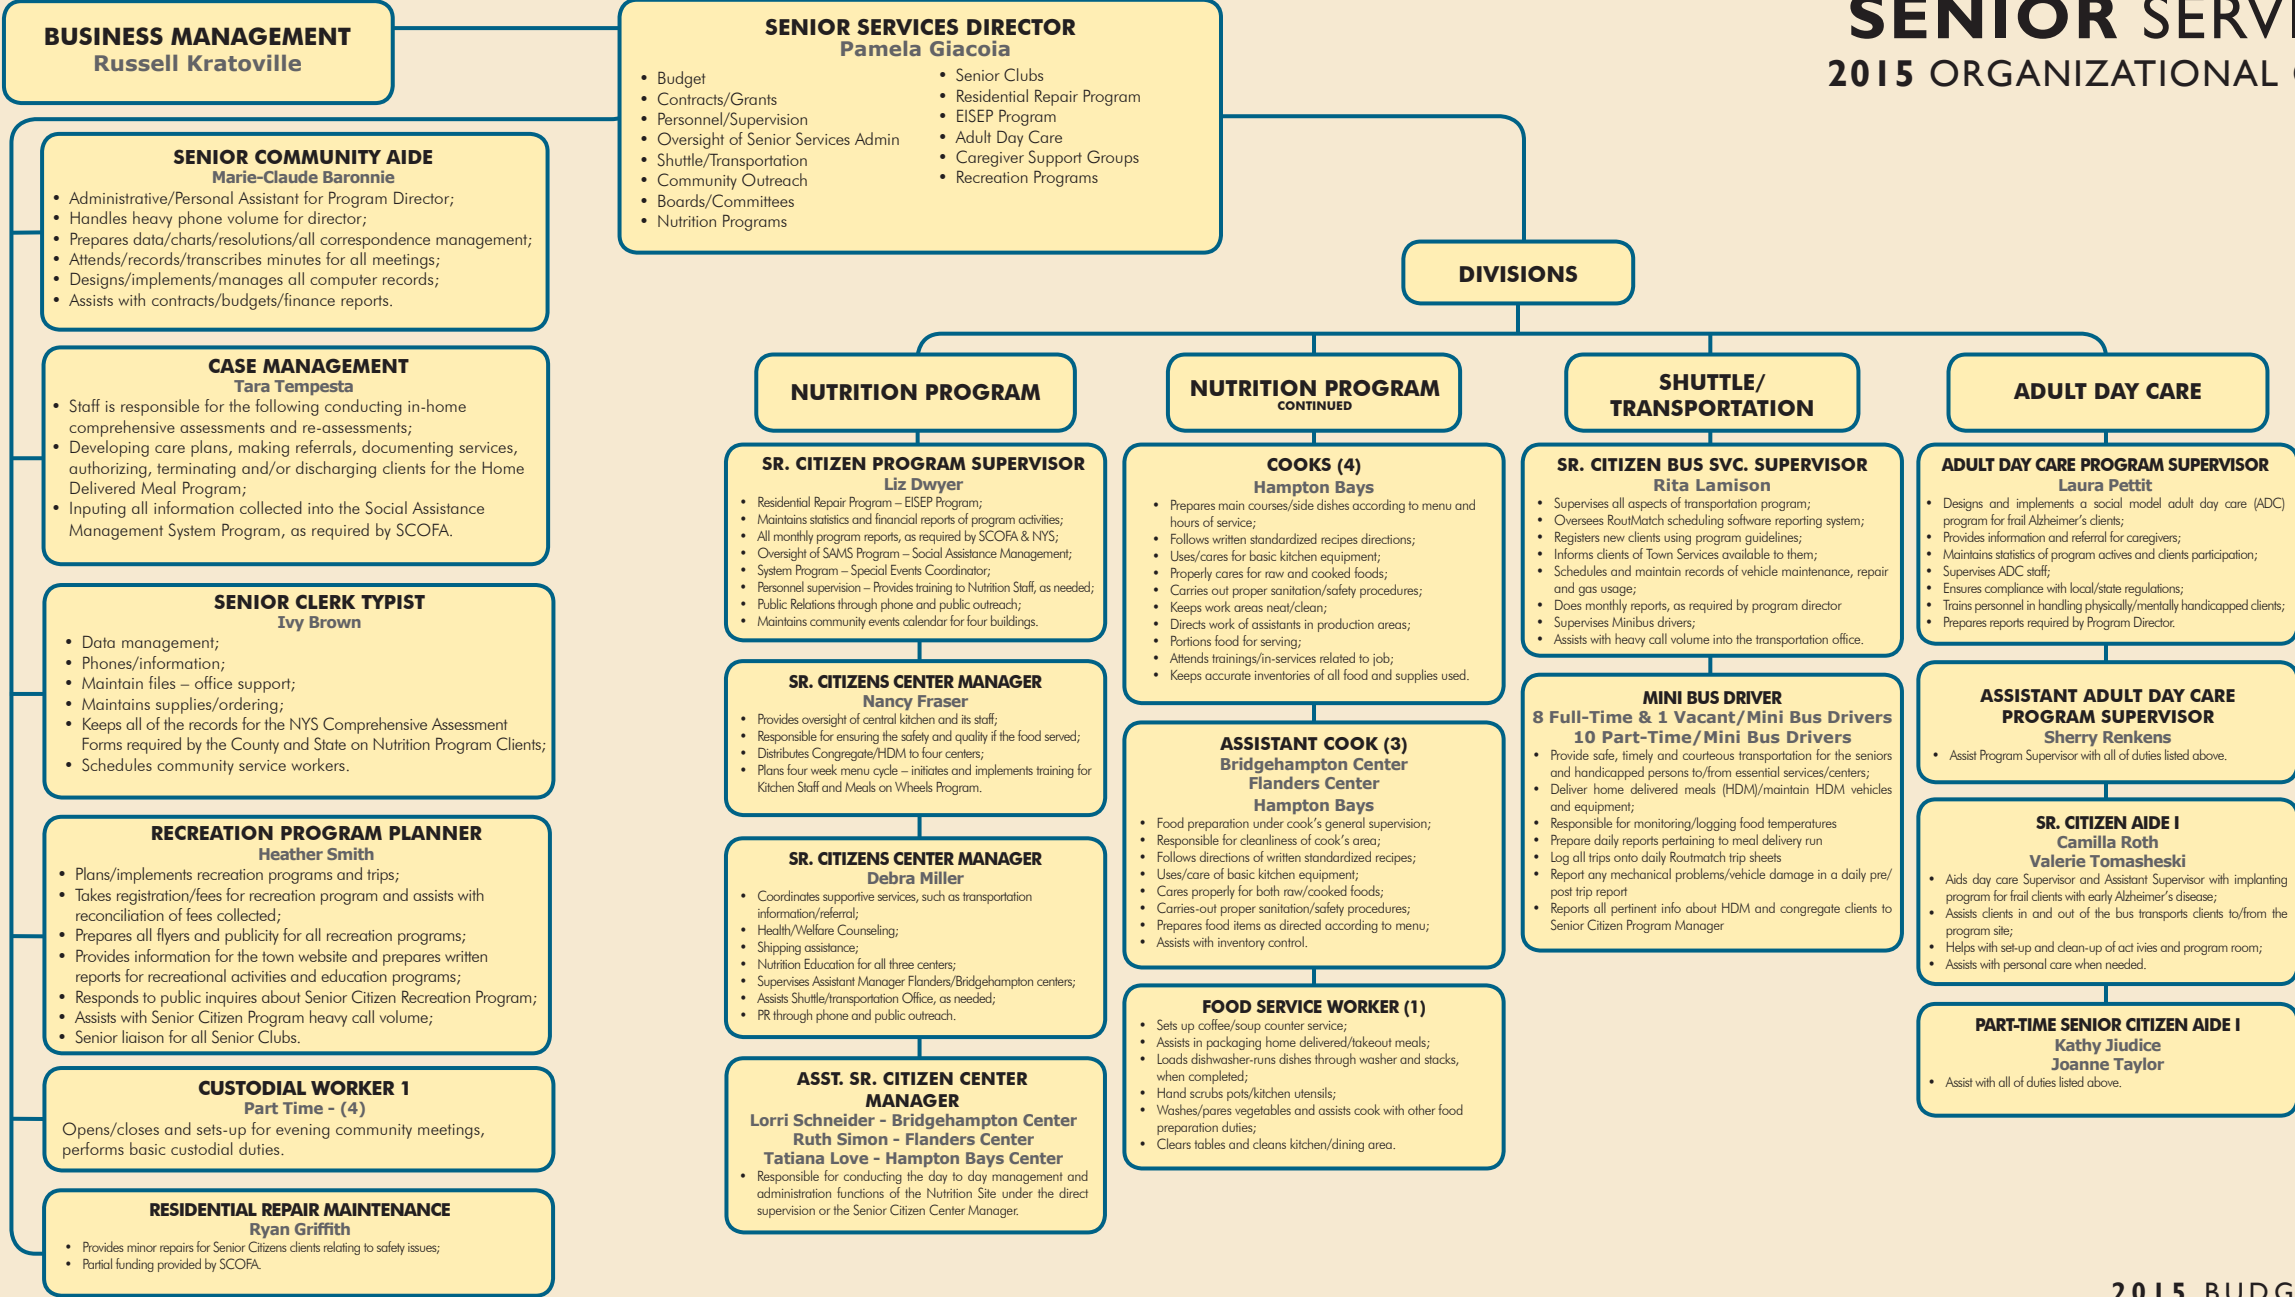 SENIOR SERVI
2015 ORGANIZATIONAL
BUSINESS MANAGEMENT
Russell Kratoville
SENIOR SERVICES DIRECTOR
Pamela Giacoia
• Budget
• Contracts/Grants
• Personnel/Supervision
• Oversight of Senior Services Admin
• Shuttle/Transportation
• Community Outreach
• Boards/Committees
• Nutrition Programs
• Senior Clubs
• Residential Repair Program
• EISEP Program
• Adult Day Care
• Caregiver Support Groups
• Recreation Programs
SENIOR COMMUNITY AIDE
Marie-Claude Baronnie
• Administrative/Personal Assistant for Program Director;
• Handles heavy phone volume for director;
• Prepares data/charts/resolutions/all correspondence management;
• Attends/records/transcribes minutes for all meetings;
• Designs/implements/manages all computer records;
• Assists with contracts/budgets/finance reports.
CASE MANAGEMENT
Tara Tempesta
• Staff is responsible for the following conducting in-home
comprehensive assessments and re-assessments;
• Developing care plans, making referrals, documenting services,
authorizing, terminating and/or discharging clients for the Home
Delivered Meal Program;
• Inputing all information collected into the Social Assistance
Management System Program, as required by SCOFA.
SENIOR CLERK TYPIST
Ivy Brown
• Data management;
• Phones/information;
• Maintain files – office support;
• Maintains supplies/ordering;
• Keeps all of the records for the NYS Comprehensive Assessment
Forms required by the County and State on Nutrition Program Clients;
• Schedules community service workers.
RECREATION PROGRAM PLANNER
Heather Smith
• Plans/implements recreation programs and trips;
• Takes registration/fees for recreation program and assists with
reconciliation of fees collected;
• Prepares all flyers and publicity for all recreation programs;
• Provides information for the town website and prepares written
reports for recreational activities and education programs;
• Responds to public inquires about Senior Citizen Recreation Program;
• Assists with Senior Citizen Program heavy call volume;
• Senior liaison for all Senior Clubs.
CUSTODIAL WORKER 1
Part Time - (4)
Opens/closes and sets-up for evening community meetings,
performs basic custodial duties.
RESIDENTIAL REPAIR MAINTENANCE
Ryan Griffith
• Provides minor repairs for Senior Citizens clients relating to safety issues;
• Partial funding provided by SCOFA.
DIVISIONS
NUTRITION PROGRAM
SR. CITIZEN PROGRAM SUPERVISOR
Liz Dwyer
• Residential Repair Program – EISEP Program;
• Maintains statistics and financial reports of program activities;
• All monthly program reports, as required by SCOFA & NYS;
• Oversight of SAMS Program – Social Assistance Management;
• System Program – Special Events Coordinator;
• Personnel supervision – Provides training to Nutrition Staff, as needed;
• Public Relations through phone and public outreach;
• Maintains community events calendar for four buildings.
SR. CITIZENS CENTER MANAGER
Nancy Fraser
• Provides oversight of central kitchen and its staff;
• Responsible for ensuring the safety and quality if the food served;
• Distributes Congregate/HDM to four centers;
• Plans four week menu cycle – initiates and implements training for
Kitchen Staff and Meals on Wheels Program.
SR. CITIZENS CENTER MANAGER
Debra Miller
• Coordinates supportive services, such as transportation
information/referral;
• Health/Welfare Counseling;
• Shipping assistance;
• Nutrition Education for all three centers;
• Supervises Assistant Manager Flanders/Bridgehampton centers;
• Assists Shuttle/transportation Office, as needed;
• PR through phone and public outreach.
ASST. SR. CITIZEN CENTER
MANAGER
Lorri Schneider - Bridgehampton Center
Ruth Simon - Flanders Center
Tatiana Love - Hampton Bays Center
• Responsible for conducting the day to day management and
administration functions of the Nutrition Site under the direct
supervision or the Senior Citizen Center Manager.
NUTRITION PROGRAM
CONTINUED
COOKS (4)
Hampton Bays
• Prepares main courses/side dishes according to menu and
hours of service;
• Follows written standardized recipes directions;
• Uses/cares for basic kitchen equipment;
• Properly cares for raw and cooked foods;
• Carries out proper sanitation/safety procedures;
• Keeps work areas neat/clean;
• Directs work of assistants in production areas;
• Portions food for serving;
• Attends trainings/in-services related to job;
• Keeps accurate inventories of all food and supplies used.
ASSISTANT COOK (3)
Bridgehampton Center
Flanders Center
Hampton Bays
• Food preparation under cook's general supervision;
• Responsible for cleanliness of cook's area;
• Follows directions of written standardized recipes;
• Uses/care of basic kitchen equipment;
• Cares properly for both raw/cooked foods;
• Carries-out proper sanitation/safety procedures;
• Prepares food items as directed according to menu;
• Assists with inventory control.
FOOD SERVICE WORKER (1)
• Sets up coffee/soup counter service;
• Assists in packaging home delivered/takeout meals;
• Loads dishwasher-runs dishes through washer and stacks,
when completed;
• Hand scrubs pots/kitchen utensils;
• Washes/pares vegetables and assists cook with other food
preparation duties;
• Clears tables and cleans kitchen/dining area.
SHUTTLE/
TRANSPORTATION
SR. CITIZEN BUS SVC. SUPERVISOR
Rita Lamison
• Supervises all aspects of transportation program;
• Oversees RoutMatch scheduling software reporting system;
• Registers new clients using program guidelines;
• Informs clients of Town Services available to them;
• Schedules and maintain records of vehicle maintenance, repair
and gas usage;
• Does monthly reports, as required by program director
• Supervises Minibus drivers;
• Assists with heavy call volume into the transportation office.
MINI BUS DRIVER
8 Full-Time & 1 Vacant/Mini Bus Drivers
10 Part-Time/Mini Bus Drivers
• Provide safe, timely and courteous transportation for the seniors
and handicapped persons to/from essential services/centers;
• Deliver home delivered meals (HDM)/maintain HDM vehicles
and equipment;
• Responsible for monitoring/logging food temperatures
• Prepare daily reports pertaining to meal delivery run
• Log all trips onto daily Routmatch trip sheets
• Report any mechanical problems/vehicle damage in a daily pre/
post trip report
• Reports all pertinent info about HDM and congregate clients to
Senior Citizen Program Manager
ADULT DAY CARE
ADULT DAY CARE PROGRAM SUPERVISOR
Laura Pettit
• Designs and implements a social model adult day care (ADC)
program for frail Alzheimer's clients;
• Provides information and referral for caregivers;
• Maintains statistics of program actives and clients participation;
• Supervises ADC staff;
• Ensures compliance with local/state regulations;
• Trains personnel in handling physically/mentally handicapped clients;
• Prepares reports required by Program Director.
ASSISTANT ADULT DAY CARE
PROGRAM SUPERVISOR
Sherry Renkens
• Assist Program Supervisor with all of duties listed above.
SR. CITIZEN AIDE I
Camilla Roth
Valerie Tomasheski
• Aids day care Supervisor and Assistant Supervisor with implanting
program for frail clients with early Alzheimer's disease;
• Assists clients in and out of the bus transports clients to/from the
program site;
• Helps with set-up and clean-up of act ivies and program room;
• Assists with personal care when needed.
PART-TIME SENIOR CITIZEN AIDE I
Kathy Jiudice
Joanne Taylor
• Assist with all of duties listed above.
2015 BUDG